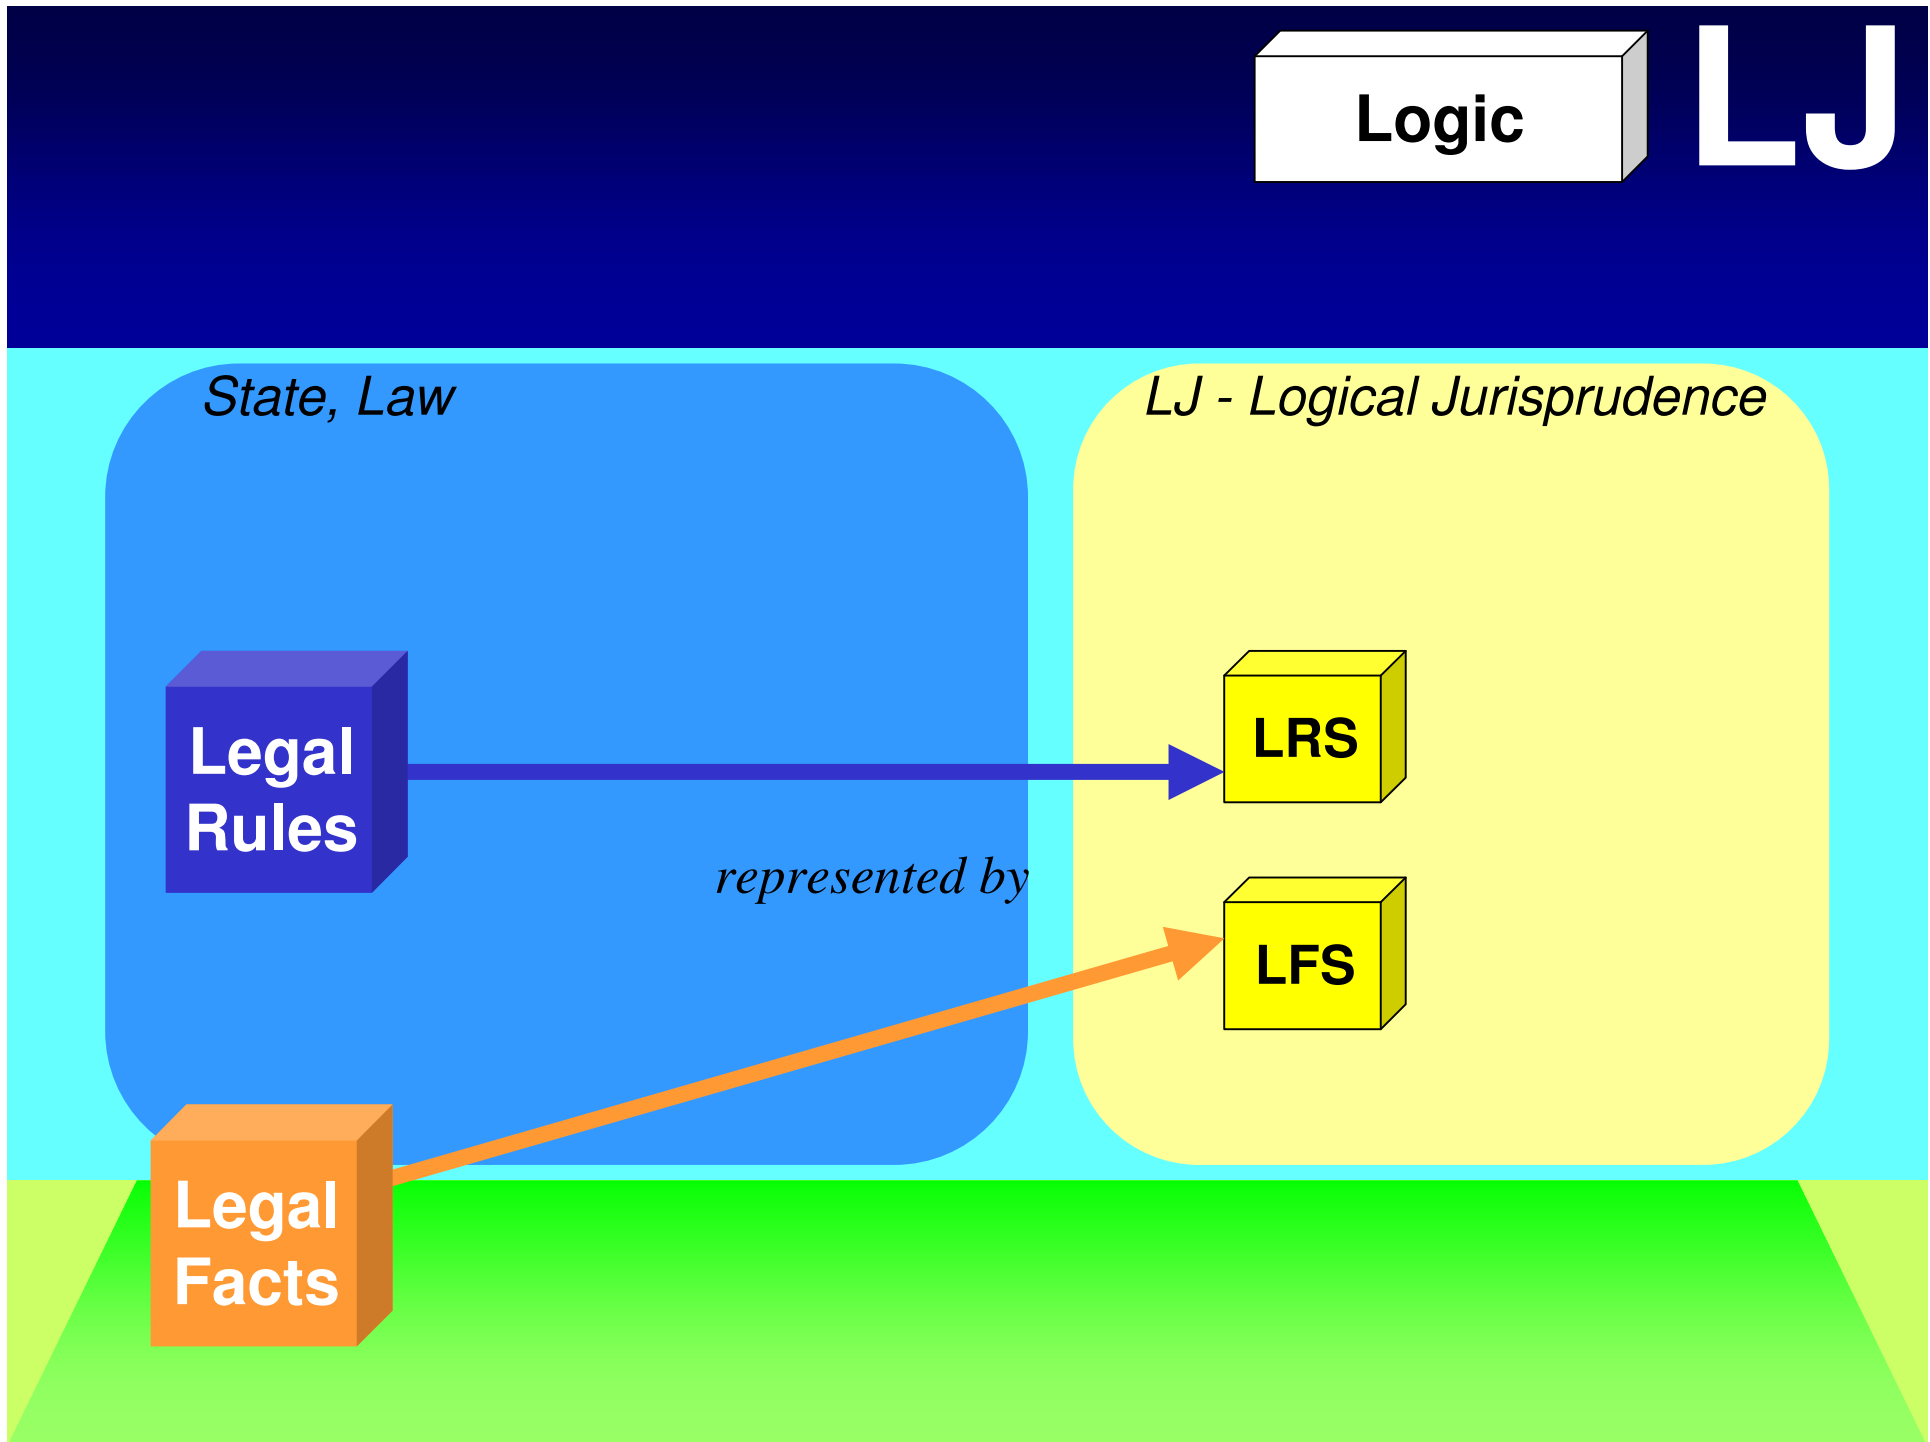 Logic
LJ
State, Law
LJ - Logical Jurisprudence
Legal
Rules
LRS
represented by
LFS
Legal
Facts